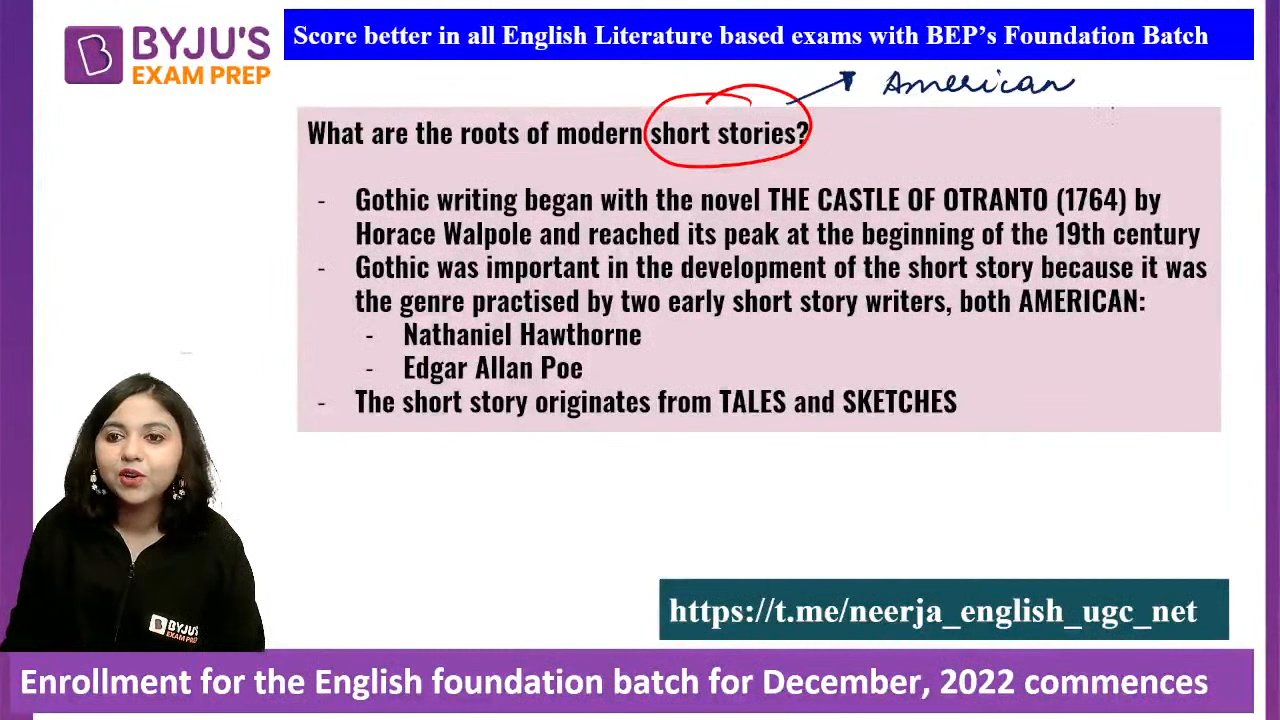 BYJU'S
EXAM PREP
Score better in all English Literature based exams with BEP's Foundation Batch
American
What are the roots of modern short stories?
- Gothic writing began with the novel THE CASTLE OF OTRANTO (1764) by
Horace Walpole and reached its peak at the beginning of the 19th century
- Gothic was important in the development of the short story because it was
the genre practised by two early short story writers, both AMERICAN:
- Nathaniel Hawthorne
- Edgar Allan Poe
- The short story originates from TALES and SKETCHES
BYJU'S
EXAM PREP
https://t.me/neerja_english_ugc_net
Enrollment for the English foundation batch for December, 2022 commences